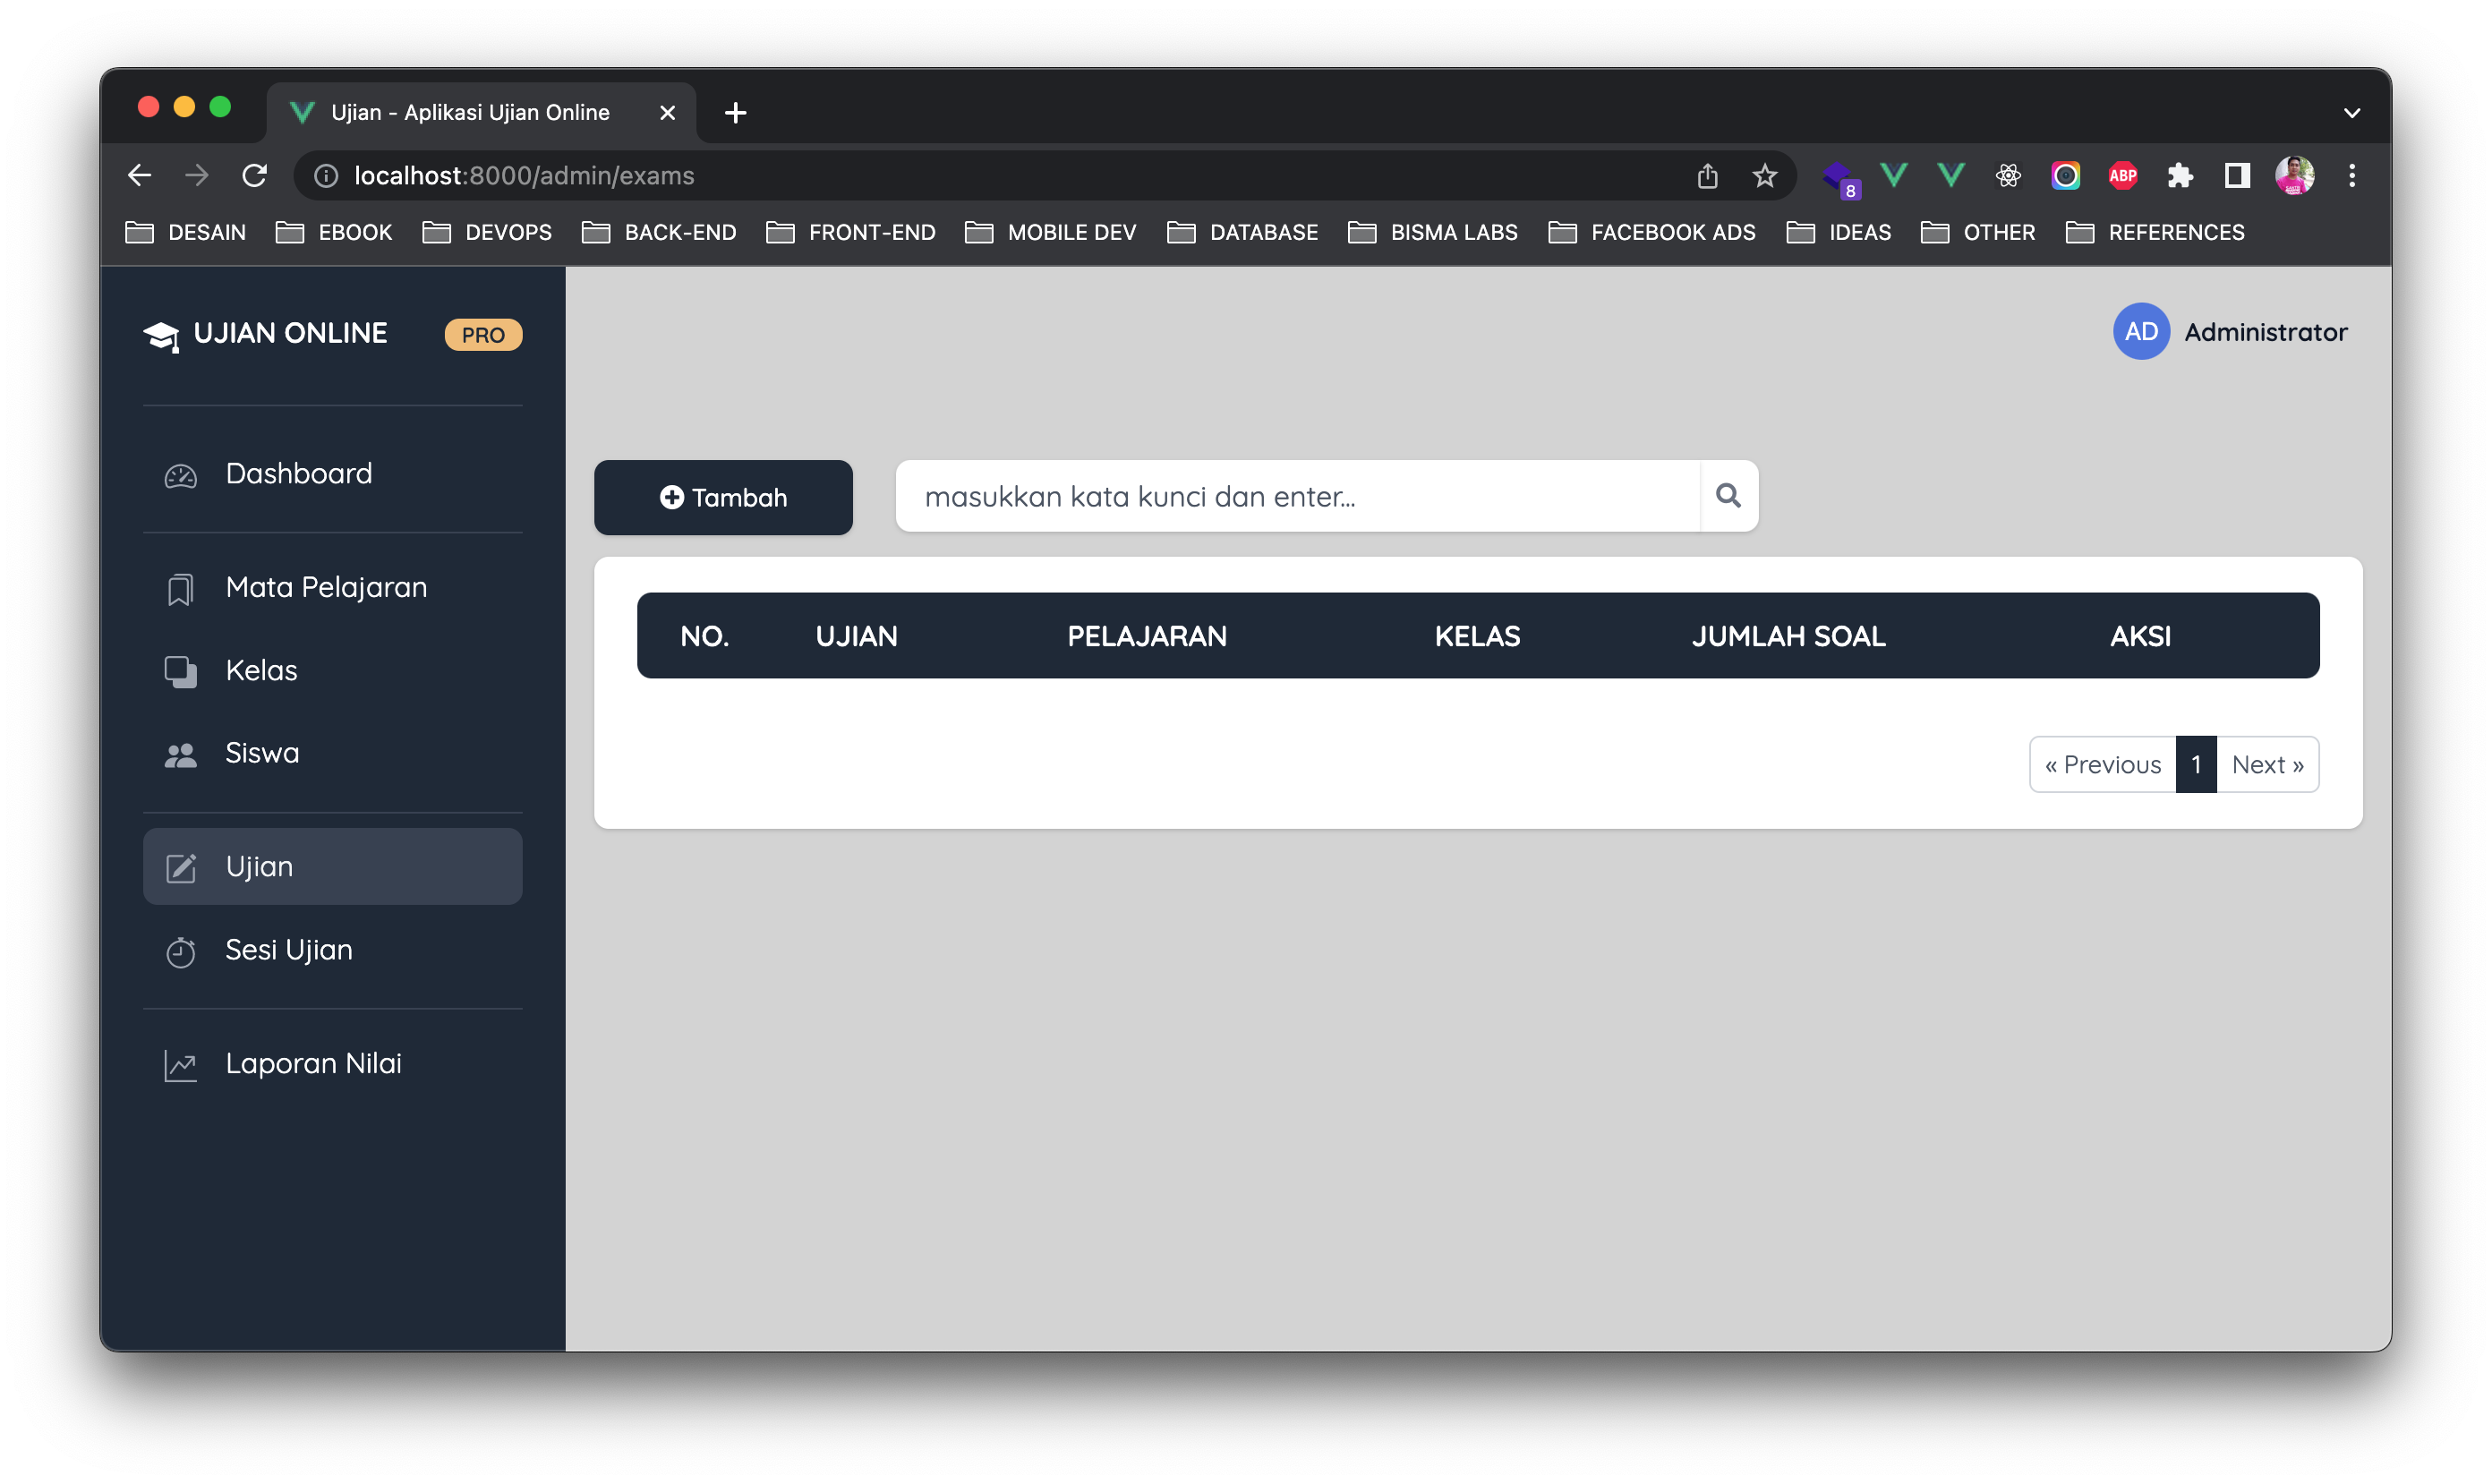 Ujian - Aplikasi Ujian Online
localhost:8000/admin/exams
8
ABP
DESAIN EBOOK DEVOPS BACK-END FRONT-END MOBILE DEV DATABASE BISMA LABS FACEBOOK ADS IDEAS OTHER REFERENCES
UJIAN ONLINE PRO
AD Administrator
Dashboard
Tambah
masukkan kata kunci dan enter...
Mata Pelajaran
Kelas
Siswa
Ujian
Sesi Ujian
Laporan Nilai
NO. UJIAN PELAJARAN KELAS JUMLAH SOAL AKSI
« Previous 1 Next »